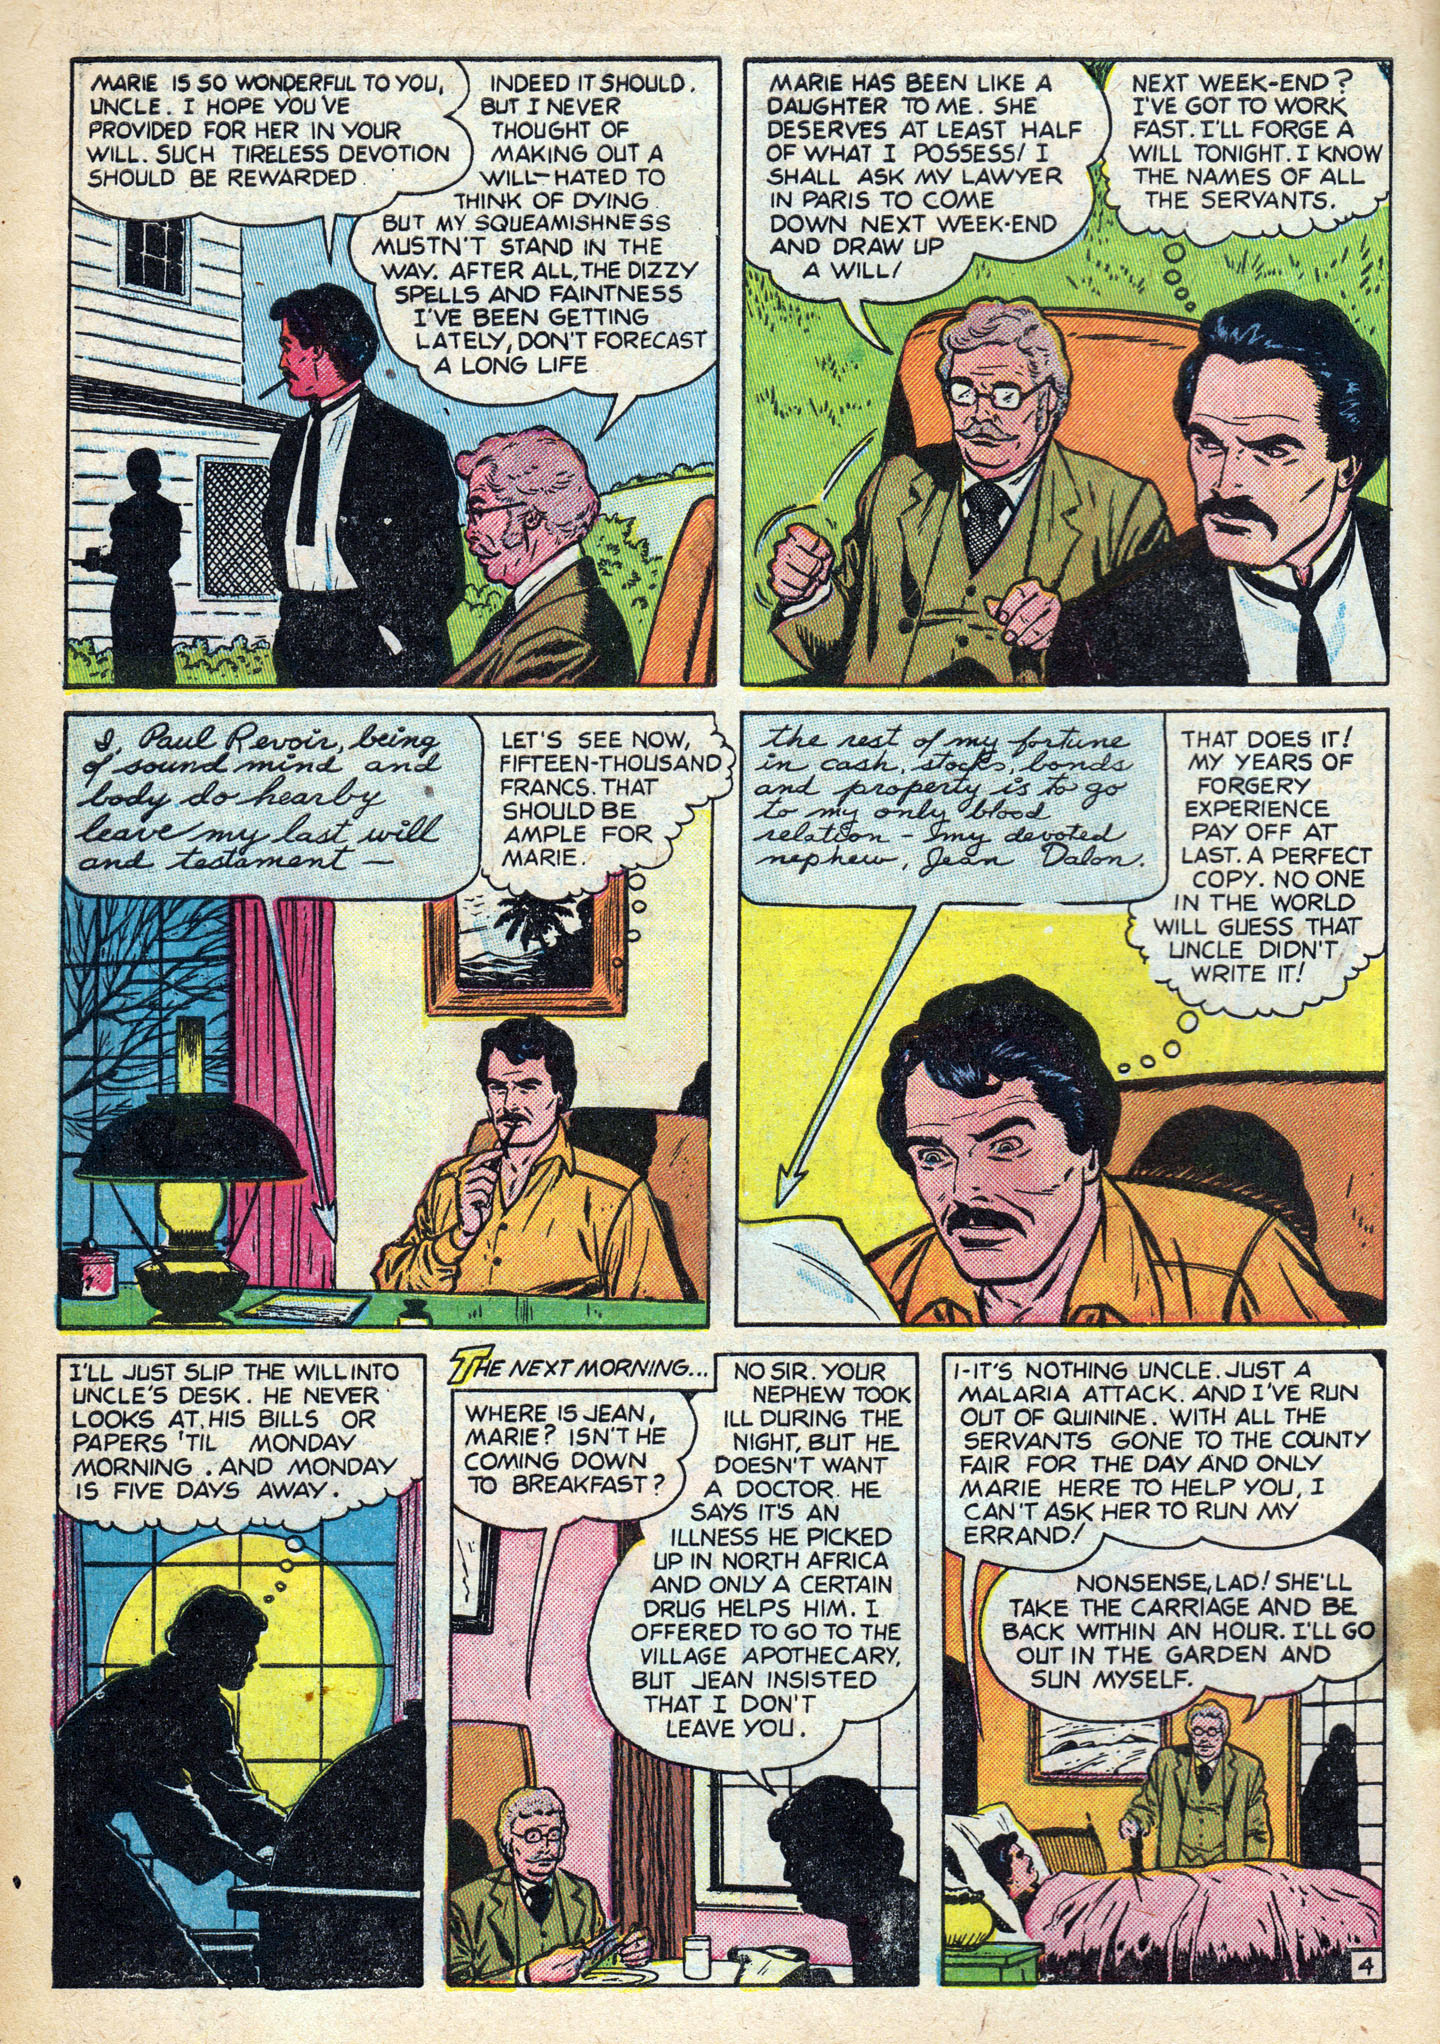 MARIE IS SO WONDERFUL TO YOU,
UNCLE. I HOPE YOU'VE
PROVIDED FOR HER IN YOUR
WILL. SUCH TIRELESS DEVOTION
SHOULD BE REWARDED.
INDEED IT SHOULD.
BUT I NEVER
THOUGHT OF
MAKING OUT A
WILL—HATED TO
THINK OF DYING
BUT MY SQUEAMISHNESS
MUSTN'T STAND IN THE
WAY. AFTER ALL, THE DIZZY
SPELLS AND FAINTNESS
I'VE BEEN GETTING
LATELY, DON'T FORECAST
A LONG LIFE
MARIE HAS BEEN LIKE A
DAUGHTER TO ME. SHE
DESERVES AT LEAST HALF
OF WHAT I POSSESS! I
SHALL ASK MY LAWYER
IN PARIS TO COME
DOWN NEXT WEEK-END
AND DRAW UP
A WILL!
NEXT WEEK-END?
I'VE GOT TO WORK
FAST. I'LL FORGE A
WILL TONIGHT. I KNOW
THE NAMES OF ALL
THE SERVANTS.
I, Paul Revoir, being
of sound mind and
body do hearby
leave my last will
and testament —
LET'S SEE NOW,
FIFTEEN-THOUSAND
FRANCS. THAT
SHOULD BE
AMPLE FOR
MARIE.
the rest of my fortune
in cash, stocks, bonds
and property is to go
to my only blood
relation — my devoted
nephew, Jean Dalon.
THAT DOES IT!
MY YEARS OF
FORGERY
EXPERIENCE
PAY OFF AT
LAST. A PERFECT
COPY. NO ONE
IN THE WORLD
WILL GUESS THAT
UNCLE DIDN'T
WRITE IT!
I'LL JUST SLIP THE WILL INTO
UNCLE'S DESK. HE NEVER
LOOKS AT HIS BILLS OR
PAPERS 'TIL MONDAY
MORNING. AND MONDAY
IS FIVE DAYS AWAY.
THE NEXT MORNING...
WHERE IS JEAN,
MARIE? ISN'T HE
COMING DOWN
TO BREAKFAST?
NO SIR. YOUR
NEPHEW TOOK
ILL DURING THE
NIGHT, BUT HE
DOESN'T WANT
A DOCTOR. HE
SAYS IT'S AN
ILLNESS HE PICKED
UP IN NORTH AFRICA
AND ONLY A CERTAIN
DRUG HELPS HIM. I
OFFERED TO GO TO THE
VILLAGE APOTHECARY,
BUT JEAN INSISTED
THAT I DON'T
LEAVE YOU.
I-IT'S NOTHING UNCLE. JUST A
MALARIA ATTACK. AND I'VE RUN
OUT OF QUININE. WITH ALL THE
SERVANTS GONE TO THE COUNTY
FAIR FOR THE DAY AND ONLY
MARIE HERE TO HELP YOU, I
CAN'T ASK HER TO RUN MY
ERRAND!
NONSENSE, LAD! SHE'LL
TAKE THE CARRIAGE AND BE
BACK WITHIN AN HOUR. I'LL GO
OUT IN THE GARDEN AND
SUN MYSELF.
4